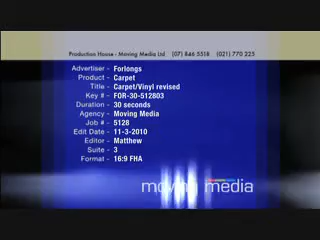 Production House - Moving Media Ltd (07) 846 5518 (021) 770 225
Advertiser - Forlongs
Product - Carpet
Title - Carpet/Vinyl revised
Key # - FOR-30-512803
Duration - 30 seconds
Agency - Moving Media
Job # - 5128
Edit Date - 11-3-2010
Editor - Matthew
Suite - 3
Format - 16:9 FHA
moving media